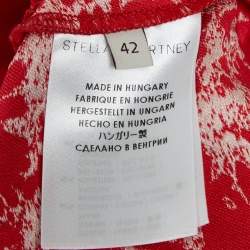 STELLA McCARTNEY
42
MADE IN HUNGARY
FABRIQUE EN HONGRIE
HERGESTELLT IN UNGARN
HECHO EN HUNGRIA
ハンガリー製
СДЕЛАНО В ВЕНГРИИ